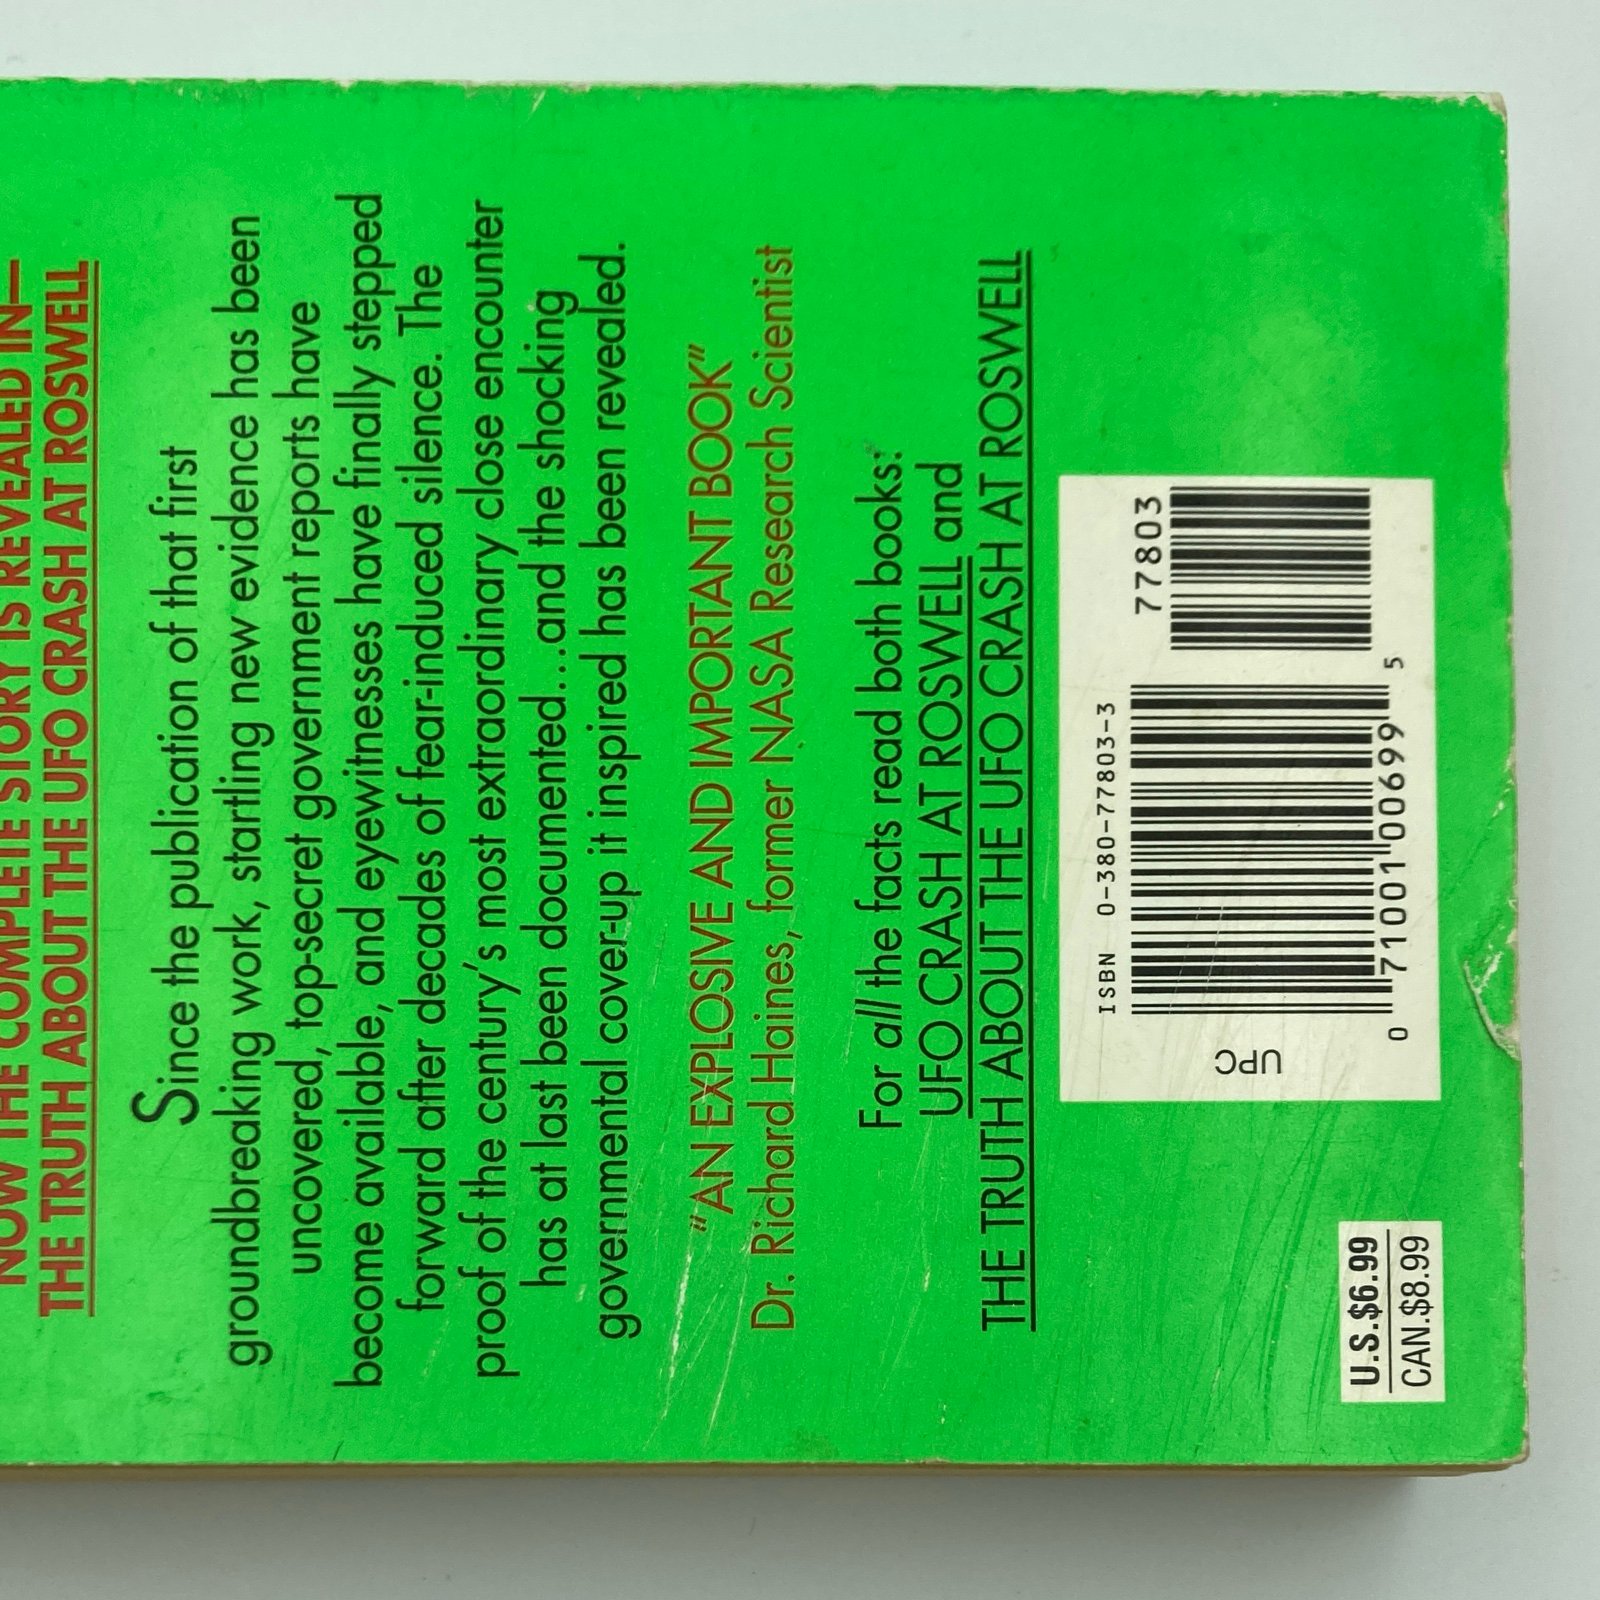 NOW THE COMPLETE STORY IS REVEALED IN—
THE TRUTH ABOUT THE UFO CRASH AT ROSWELL
Since the publication of that first
groundbreaking work, startling new evidence has been
uncovered, top-secret government reports have
become available, and eyewitnesses have finally stepped
forward after decades of fear-induced silence. The
proof of the century's most extraordinary close encounter
has at last been documented...and the shocking
governmental cover-up it inspired has been revealed.
"AN EXPLOSIVE AND IMPORTANT BOOK"
Dr. Richard Haines, former NASA Research Scientist
For all the facts read both books:
UFO CRASH AT ROSWELL and
THE TRUTH ABOUT THE UFO CRASH AT ROSWELL
U.S.$6.99
CAN.$8.99
UPC
ISBN 0-380-77803-3
0 71001 00699 5
77803